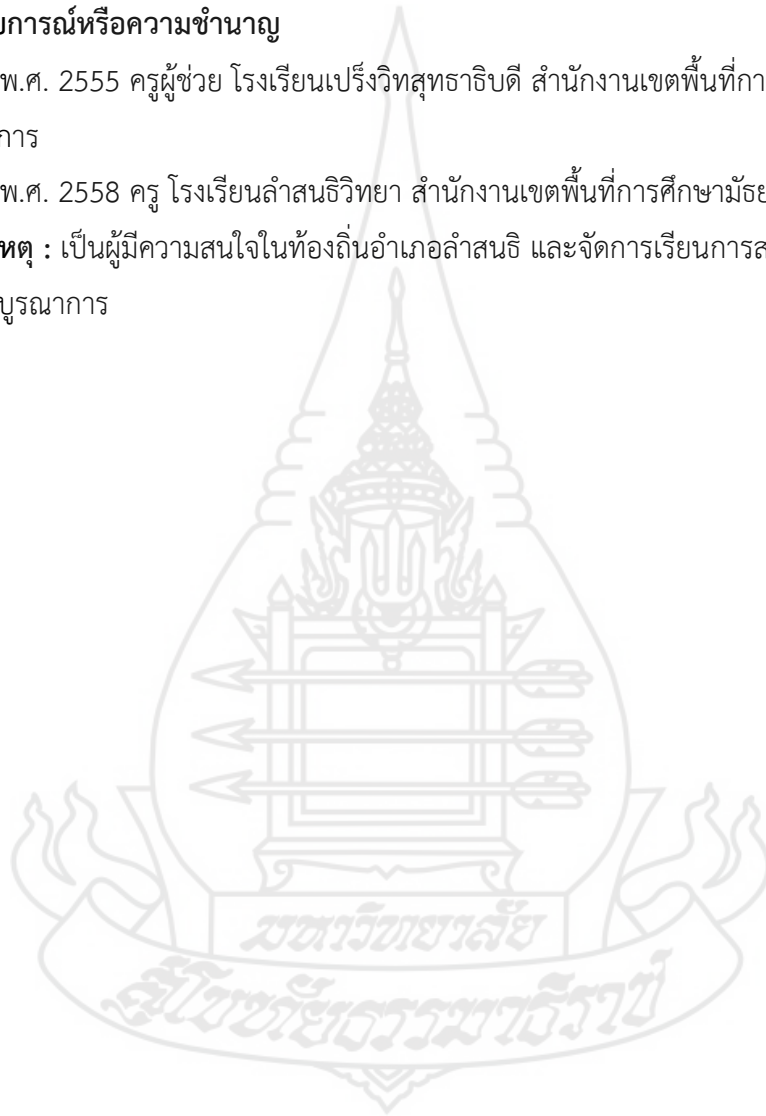 บการณ์หรือความชำนาญ
พ.ศ. 2555 ครูผู้ช่วย โรงเรียนเปร็งวิทสุทธาธิบดี สำนักงานเขตพื้นที่กา
การ
พ.ศ. 2558 ครู โรงเรียนลำสนธิวิทยา สำนักงานเขตพื้นที่การศึกษามัธย
หตุ : เป็นผู้มีความสนใจในท้องถิ่นอำเภอลำสนธิ และจัดการเรียนการส
บูรณาการ
มหาวิทยาลัย
สุโขทัยธรรมาธิราช